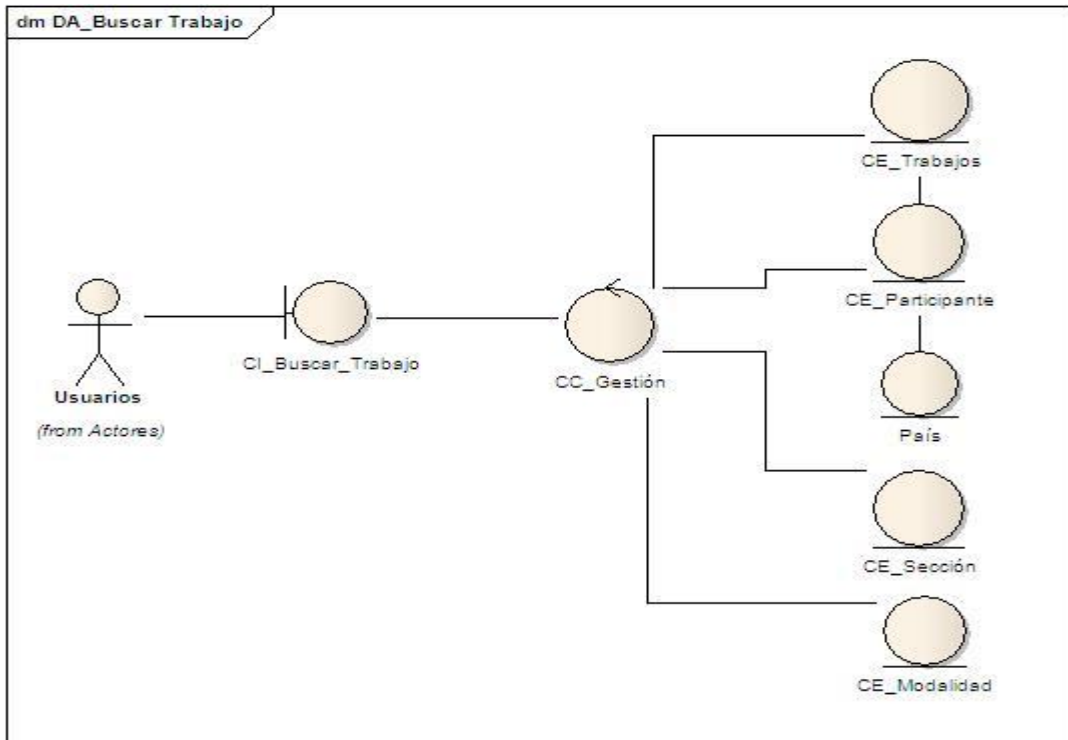 dm DA_Buscar Trabajo
CE_Trabajos
CE_Participante
CI_Buscar_Trabajo
CC_Gestión
Usuarios
(from Actores)
País
CE_Sección
CE_Modalidad